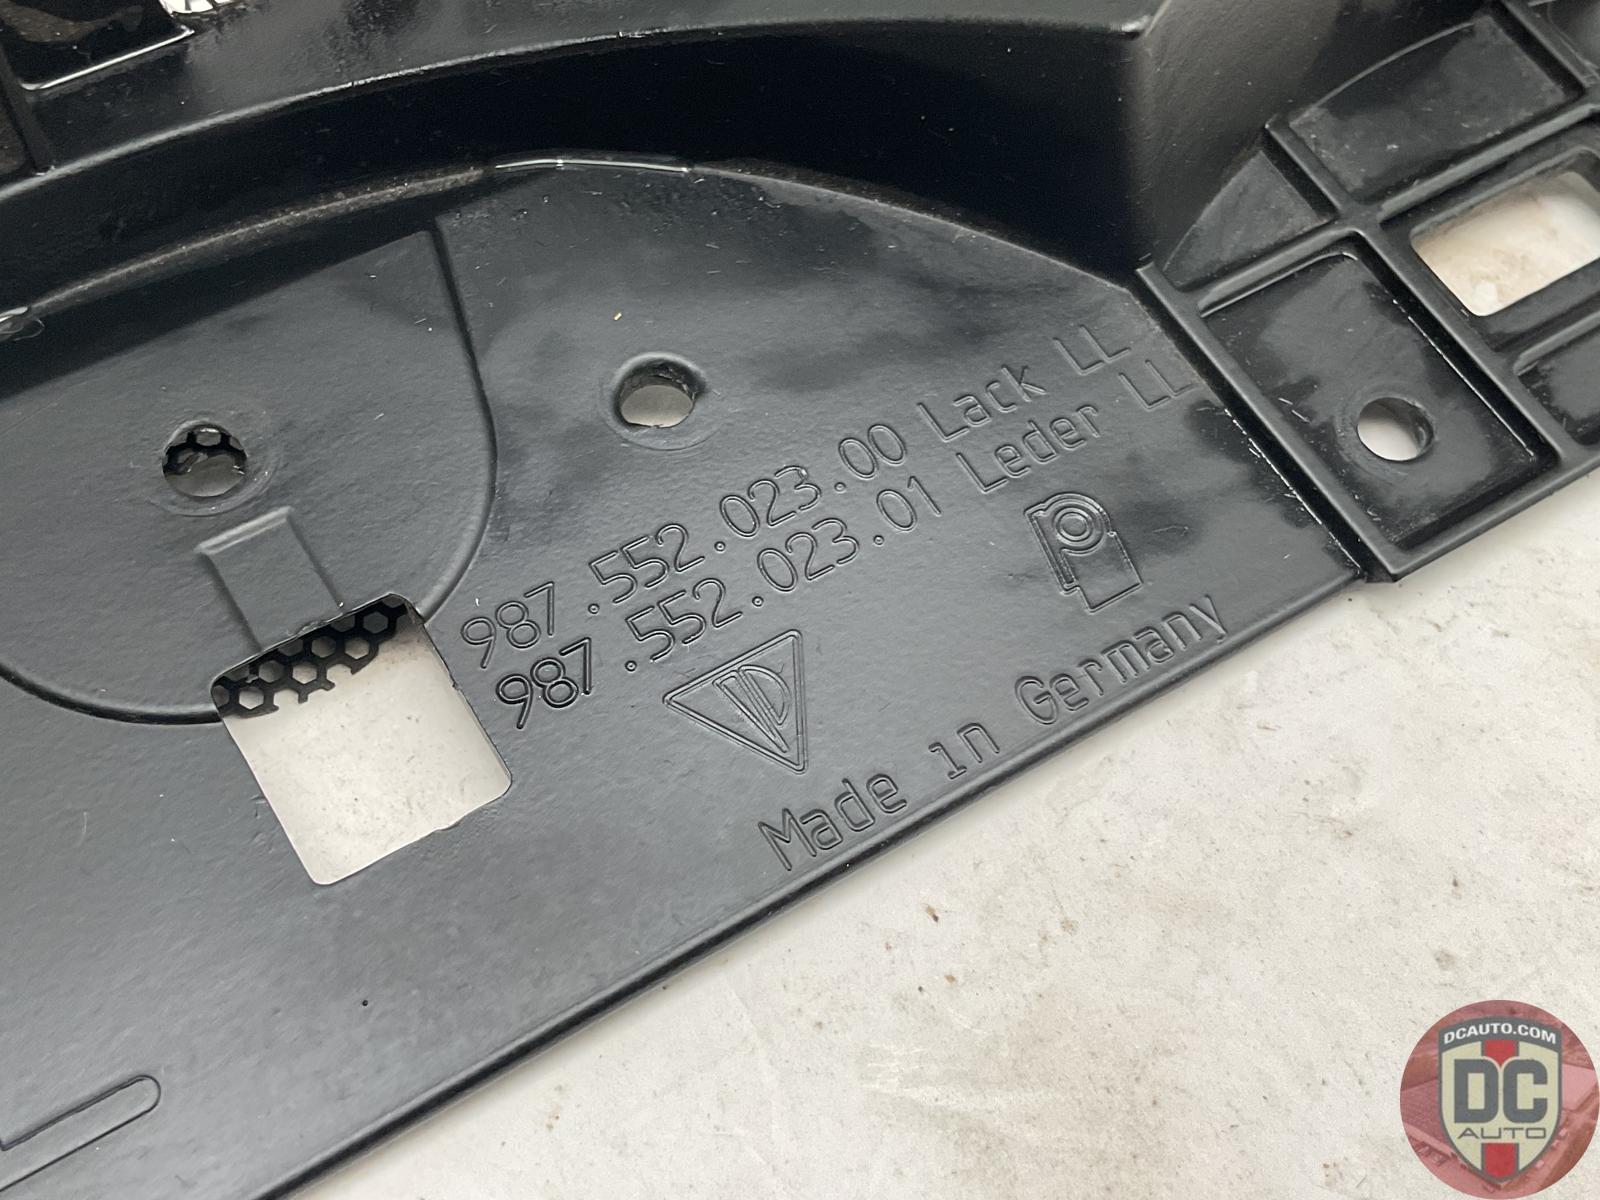 987.552.023.00 Lack LL
987.552.023.01 Leder LL
Made in Germany
DCAUTO.COM
DC
AUTO